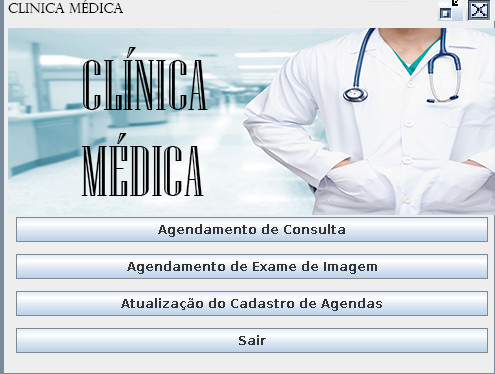 CLINICA MÉDICA
CLÍNICA
MÉDICA
Agendamento de Consulta
Agendamento de Exame de Imagem
Atualização do Cadastro de Agendas
Sair